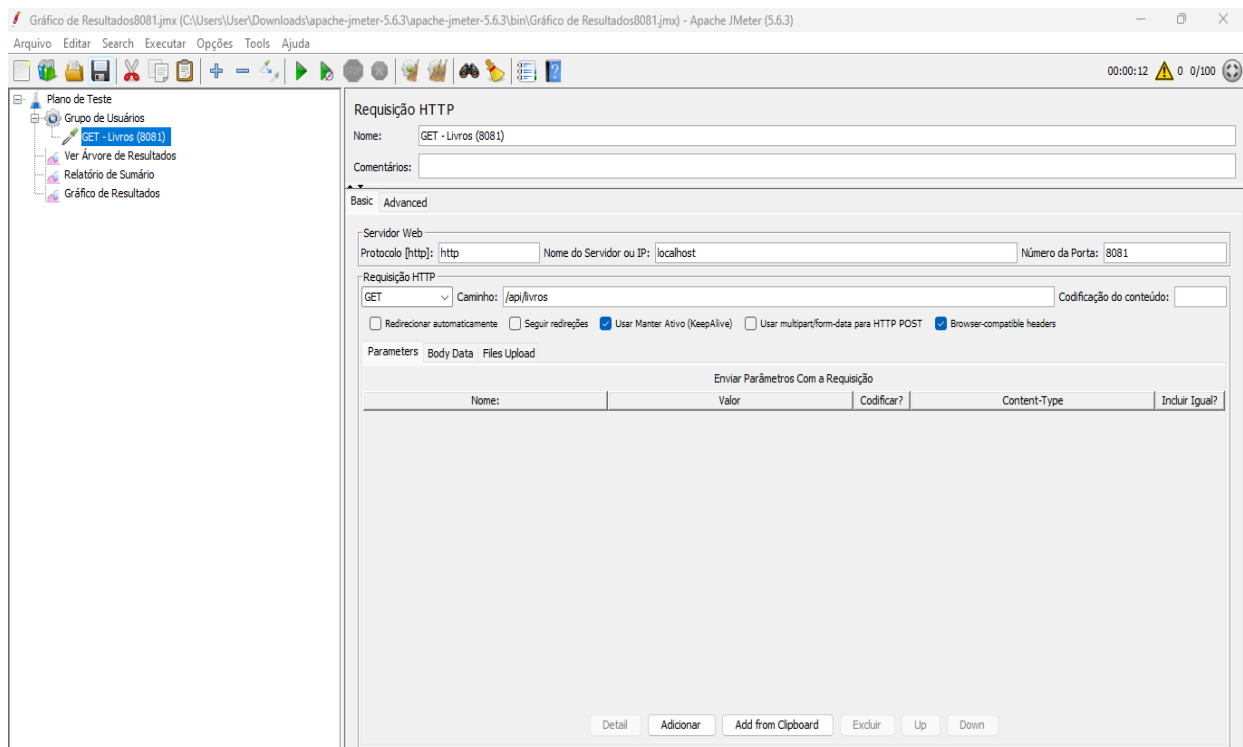 Gráfico de Resultados8081.jmx (C:\Users\User\Downloads\apache-jmeter-5.6.3\apache-jmeter-5.6.3\bin\Gráfico de Resultados8081.jmx) - Apache JMeter (5.6.3)
Arquivo Editar Search Executar Opções Tools Ajuda
STOP
00:00:12 0 0/100
Plano de Teste
Grupo de Usuários
GET - Livros (8081)
Ver Árvore de Resultados
Relatório de Sumário
Gráfico de Resultados
Requisição HTTP
Nome: GET - Livros (8081)
Comentários:
Basic Advanced
Servidor Web
Protocolo [http]: http Nome do Servidor ou IP: localhost Número da Porta: 8081
Requisição HTTP
GET Caminho: /api/livros Codificação do conteúdo:
Redirecionar automaticamente Seguir redireções Usar Manter Ativo (KeepAlive) Usar multipart/form-data para HTTP POST Browser-compatible headers
Parameters Body Data Files Upload
Enviar Parâmetros Com a Requisição
Nome: Valor Codificar? Content-Type Incluir Igual?
Detail Adicionar Add from Clipboard Excluir Up Down